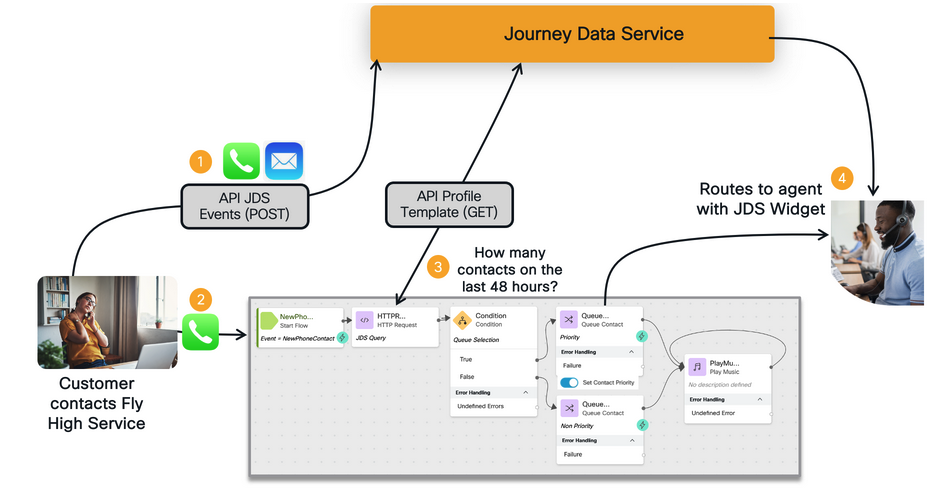 Journey Data Service
1
API JDS
Events (POST)
API Profile
Template (GET)
4
Routes to agent
with JDS Widget
3
How many
contacts on the
last 48 hours?
2
Customer
contacts Fly
High Service
NewPho...
Start Flow
Event = NewPhoneContact
HTTPR...
HTTP Request
JDS Query
Condition
Condition
Queue Selection
True
False
Error Handling
Undefined Errors
Queue...
Queue Contact
Priority
Error Handling
Failure
Set Contact Priority
Queue...
Queue Contact
Non Priority
Error Handling
Failure
PlayMu...
Play Music
No description defined
Error Handling
Undefined Error